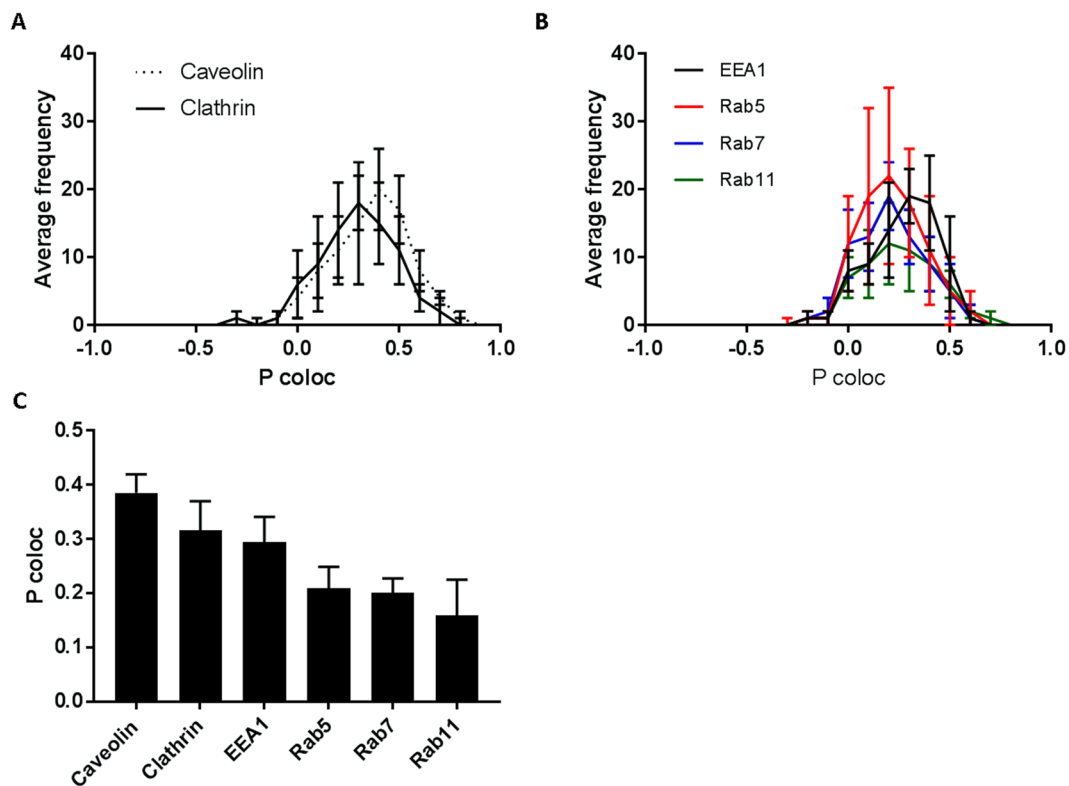 A
Average frequency
40
30
20
10
0
Caveolin
Clathrin
-1.0 -0.5 0.0 0.5 1.0
P coloc
B
Average frequency
40
30
20
10
0
EEA1
Rab5
Rab7
Rab11
-1.0 -0.5 0.0 0.5 1.0
P coloc
C
P coloc
0.5
0.4
0.3
0.2
0.1
0.0
Caveolin
Clathrin
EEA1
Rab5
Rab7
Rab11